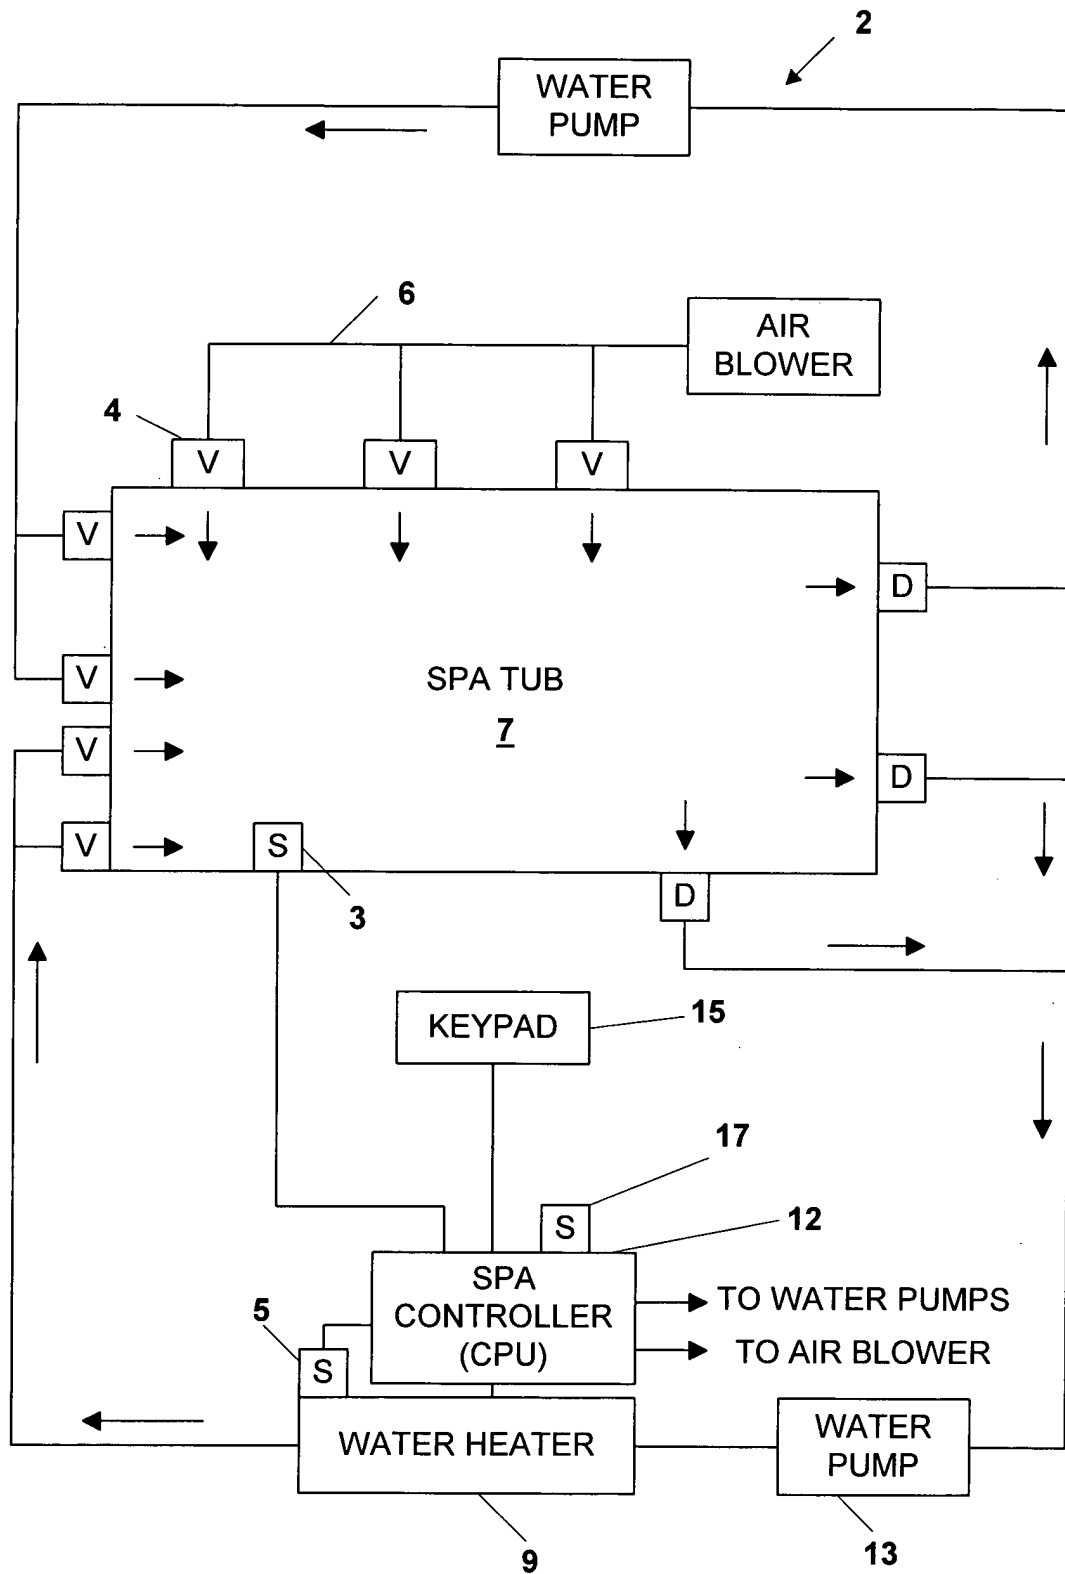 2
WATER
PUMP
6
AIR
BLOWER
4
V
V
V
V
D
V
SPA TUB
7
V
D
V
S
3
D
KEYPAD
15
17
S
12
SPA
CONTROLLER
(CPU)
TO WATER PUMPS
TO AIR BLOWER
5
S
WATER HEATER
WATER
PUMP
9
13